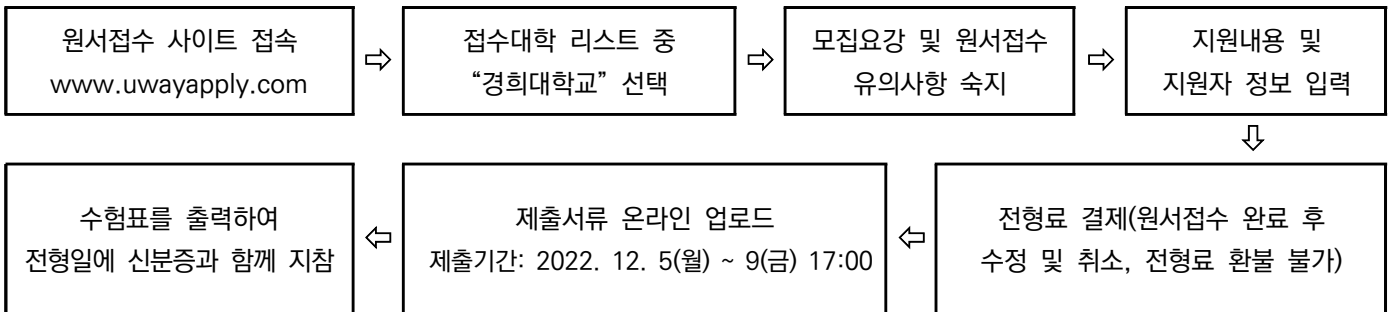 원서접수 사이트 접속
www.uwayapply.com
⇨
접수대학 리스트 중
“경희대학교” 선택
⇨
모집요강 및 원서접수
유의사항 숙지
⇨
지원내용 및
지원자 정보 입력
⇩
전형료 결제(원서접수 완료 후
수정 및 취소, 전형료 환불 불가)
⇦
제출서류 온라인 업로드
제출기간: 2022. 12. 5(월) ~ 9(금) 17:00
⇦
수험표를 출력하여
전형일에 신분증과 함께 지참